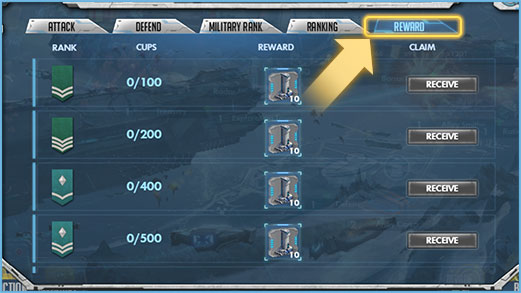 ATTACK DEFEND MILITARY RANK RANKING REWARD
RANK CUPS REWARD CLAIM
0/100 10 RECEIVE
0/200 10 RECEIVE
0/400 10 RECEIVE
0/500 10 RECEIVE